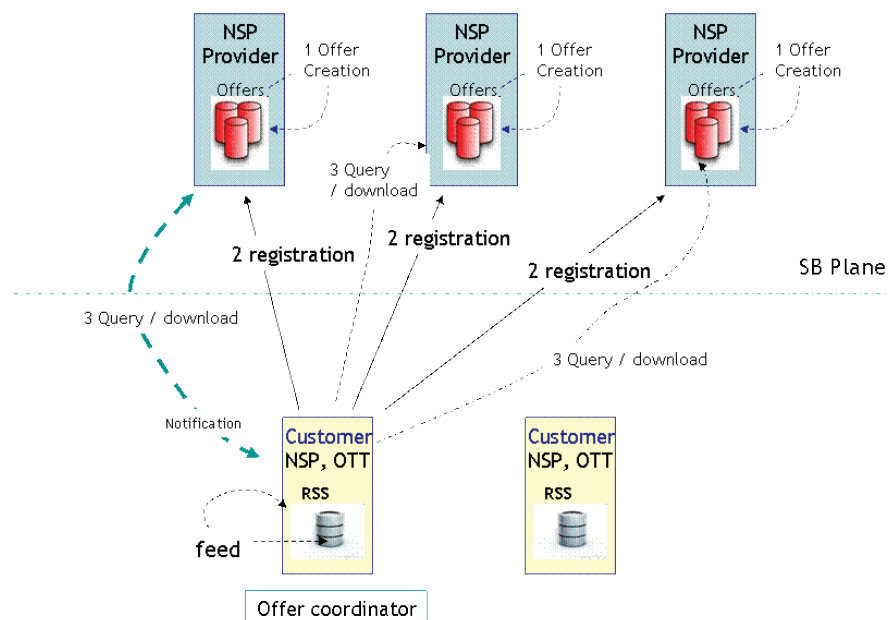 NSP
Provider
1 Offer
Creation
Offers
NSP
Provider
1 Offer
Creation
Offers
NSP
Provider
1 Offer
Creation
Offers
3 Query
/ download
2 registration
2 registration
2 registration
SB Plane
3 Query / download
3 Query / download
Notification
Customer
NSP, OTT
RSS
feed
Customer
NSP, OTT
RSS
Offer coordinator